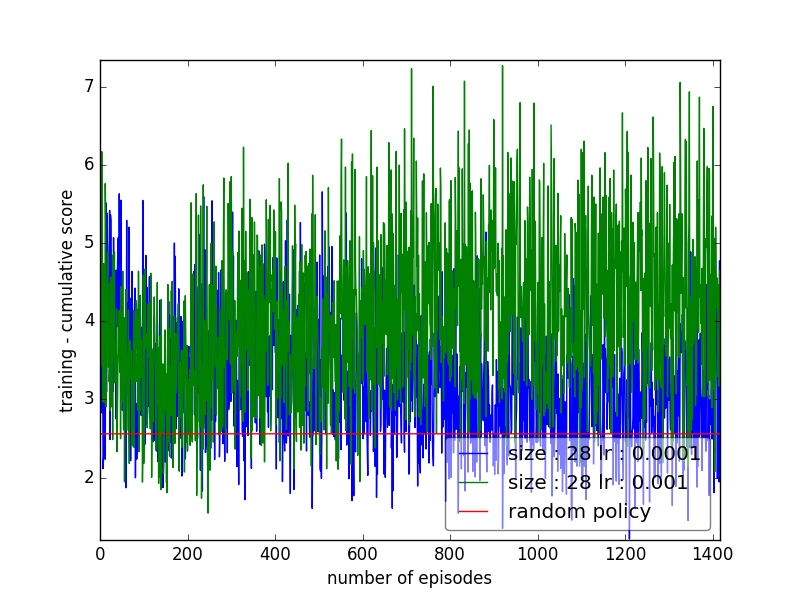 7
6
5
4
3
2
training - cumulative score
size : 28 lr : 0.0001
size : 28 lr : 0.001
random policy
0 200 400 600 800 1000 1200 1400
number of episodes